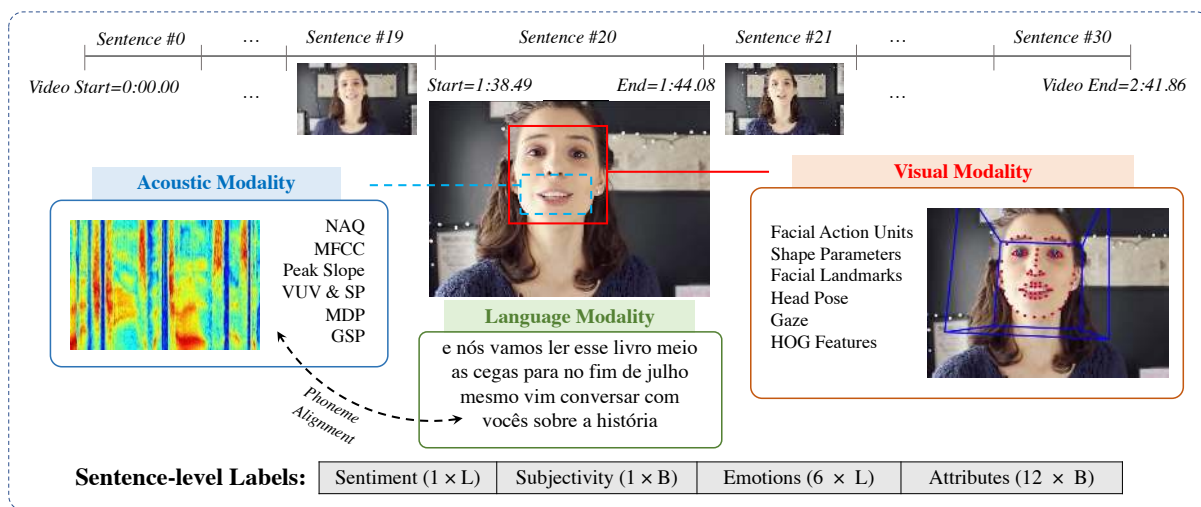 Sentence #0 … Sentence #19 Sentence #20 Sentence #21 … Sentence #30
Video Start=0:00.00 … Start=1:38.49 End=1:44.08 … Video End=2:41.86
Acoustic Modality
NAQ
MFCC
Peak Slope
VUV & SP
MDP
GSP
Visual Modality
Facial Action Units
Shape Parameters
Facial Landmarks
Head Pose
Gaze
HOG Features
Language Modality
e nós vamos ler esse livro meio
as cegas para no fim de julho
mesmo vim conversar com
vocês sobre a história
Phoneme
Alignment
Sentence-level Labels: Sentiment (1 × L) Subjectivity (1 × B) Emotions (6 × L) Attributes (12 × B)